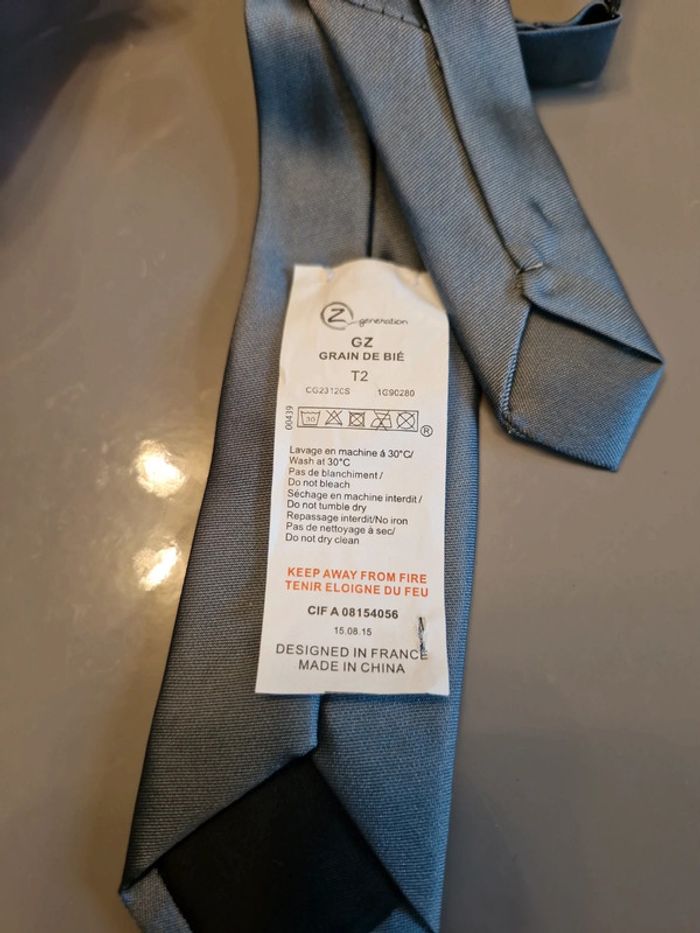 Z generation
GZ
GRAIN DE BIÉ
T2
CG2312CS 1G90280
00439
30
®
Lavage en machine á 30°C/
Wash at 30°C
Pas de blanchiment /
Do not bleach
Séchage en machine interdit /
Do not tumble dry
Repassage interdit/No iron
Pas de nettoyage à sec/
Do not dry clean
KEEP AWAY FROM FIRE
TENIR ELOIGNE DU FEU
CIF A 08154056
15.08.15
DESIGNED IN FRANCE
MADE IN CHINA